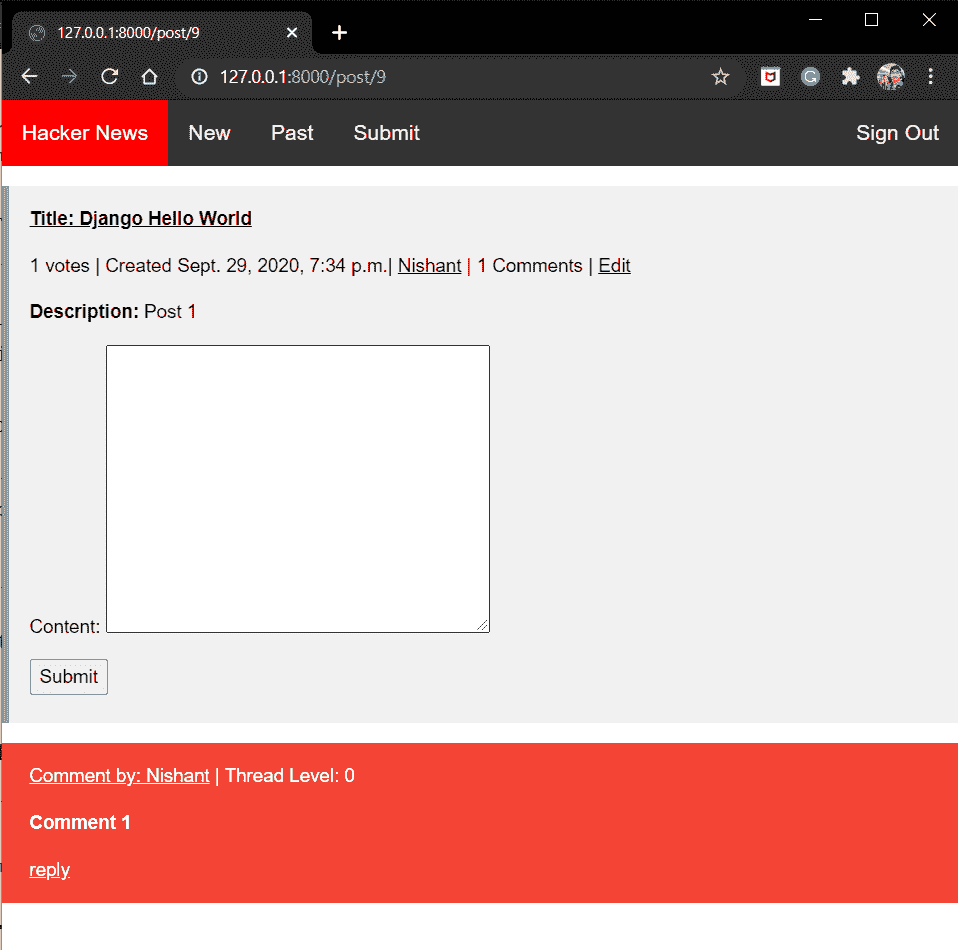 127.0.0.1:8000/post/9
127.0.0.1:8000/post/9
Hacker News New Past Submit Sign Out
Title: Django Hello World
1 votes | Created Sept. 29, 2020, 7:34 p.m.| Nishant | 1 Comments | Edit
Description: Post 1
Content:
Submit
Comment by: Nishant | Thread Level: 0
Comment 1
reply